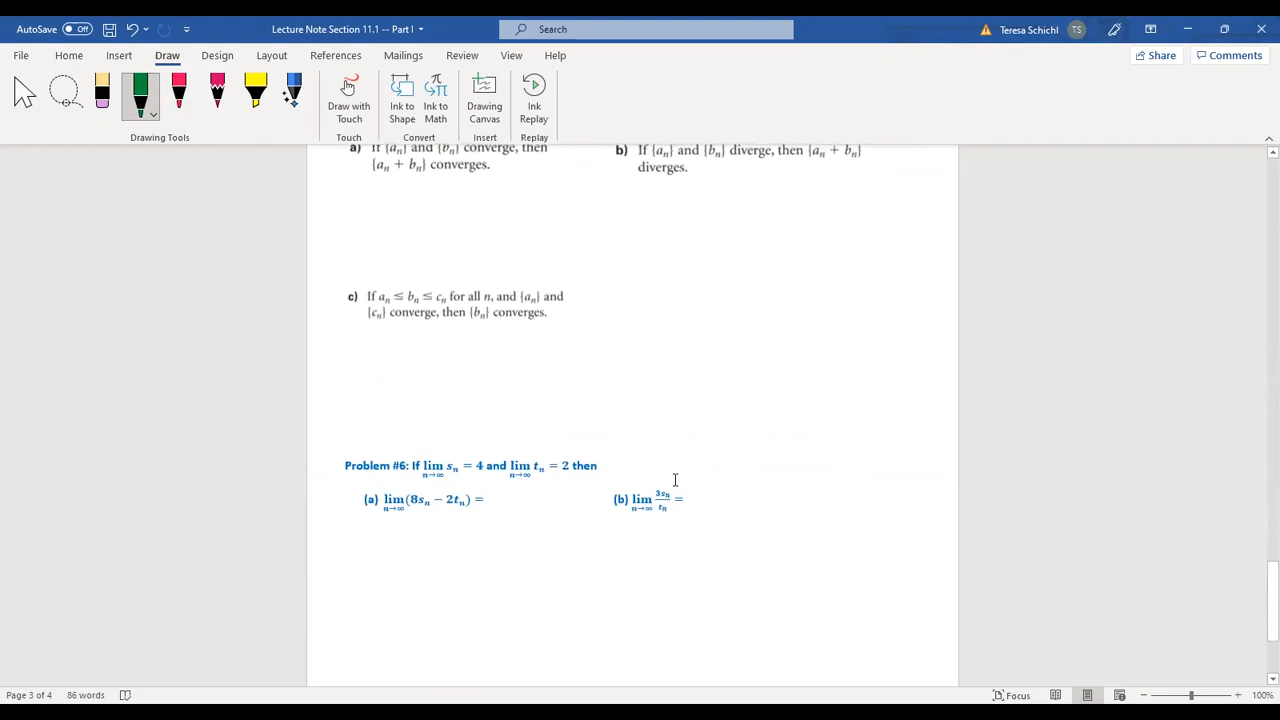 AutoSave Off Lecture Note Section 11.1 -- Part I Search Teresa Schichl TS
File Home Insert Draw Design Layout References Mailings Review View Help Share Comments
Draw with Touch
Ink to Shape
Ink to Math
Drawing Canvas
Ink Replay
Drawing Tools Touch Convert Insert Replay
a) If {aₙ} and {bₙ} converge, then
{aₙ + bₙ} converges.
b) If {aₙ} and {bₙ} diverge, then {aₙ + bₙ}
diverges.
c) If aₙ ≤ bₙ ≤ cₙ for all n, and {aₙ} and
{cₙ} converge, then {bₙ} converges.
Problem #6: If lim n→∞ sₙ = 4 and lim n→∞ tₙ = 2 then
(a) lim n→∞ (8sₙ − 2tₙ) =
(b) lim n→∞ 3sₙ/tₙ =
Page 3 of 4 86 words Focus 100%